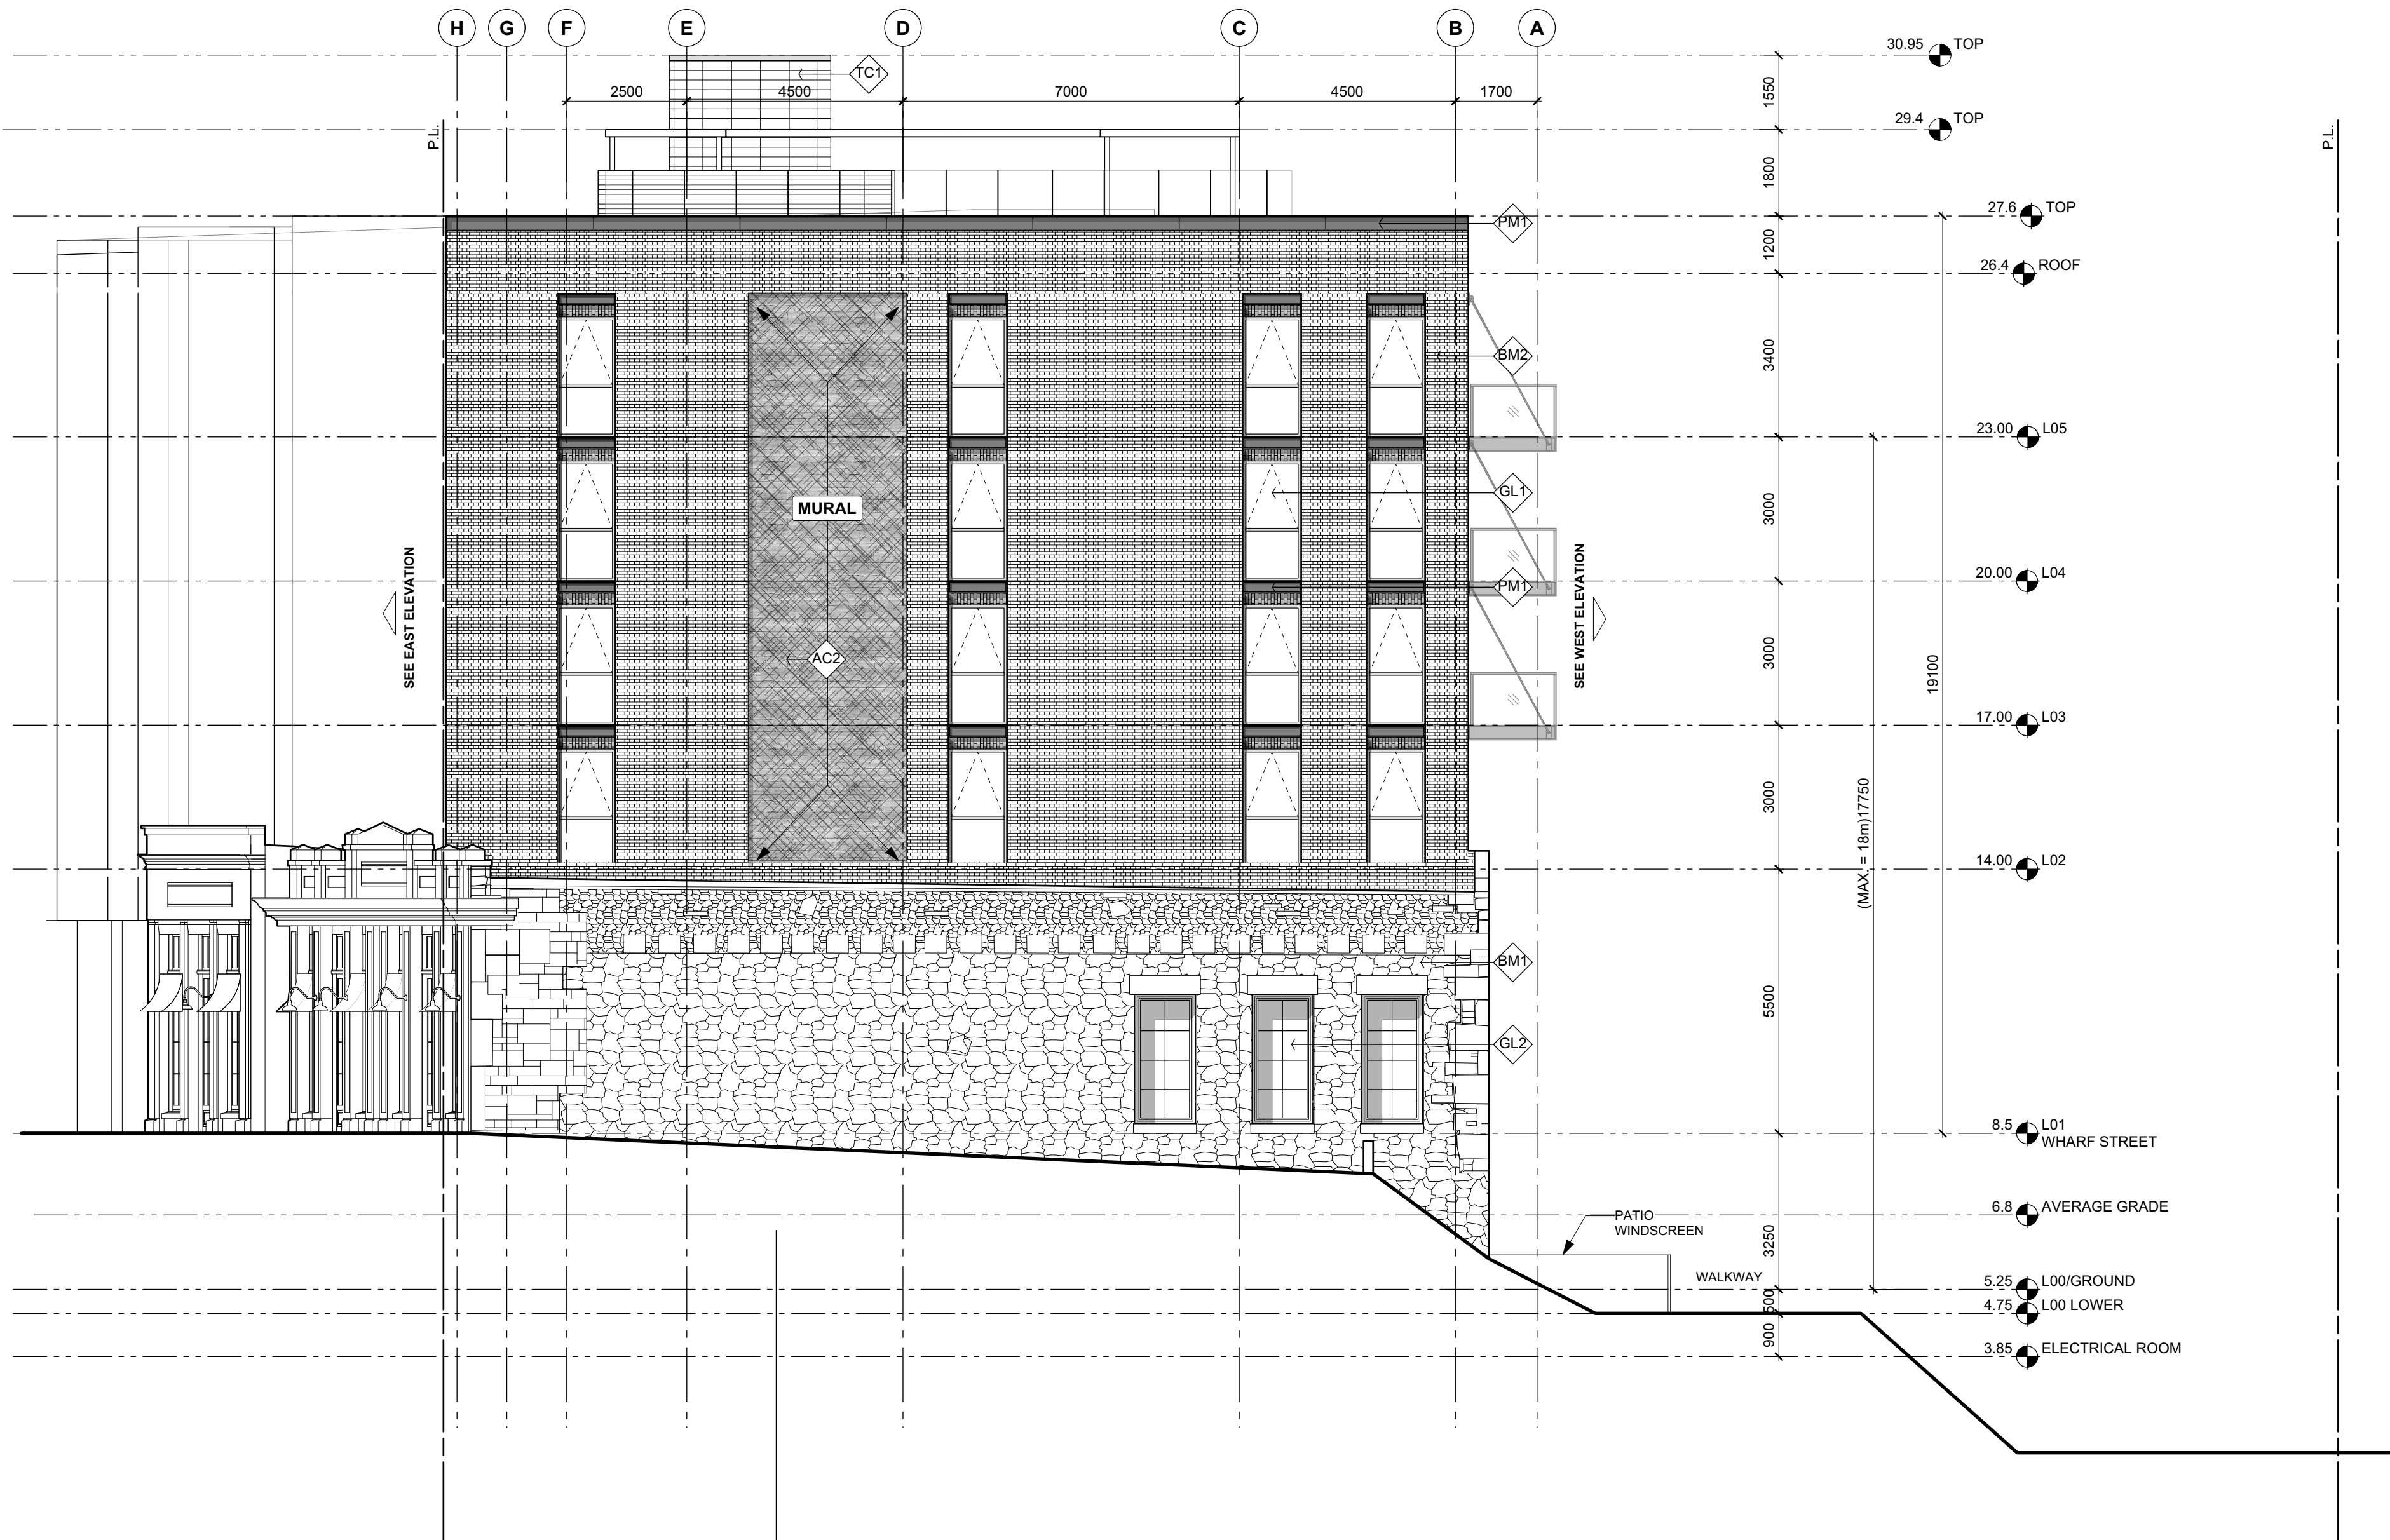 H G F E D C B A
30.95 TOP
TC1
2500 4500 7000 4500 1700
1550
29.4 TOP
P.L. P.L.
1800
27.6 TOP
PM1
1200
26.4 ROOF
BM2
3400
23.00 L05
GL1
MURAL
3000
20.00 L04
PM1
SEE EAST ELEVATION
SEE WEST ELEVATION
AC2
3000
19100
17.00 L03
3000
(MAX. = 18m)17750
14.00 L02
BM1
5500
GL2
8.5 L01
WHARF STREET
6.8 AVERAGE GRADE
PATIO
WINDSCREEN
3250
WALKWAY
5.25 L00/GROUND
500
4.75 L00 LOWER
900
3.85 ELECTRICAL ROOM